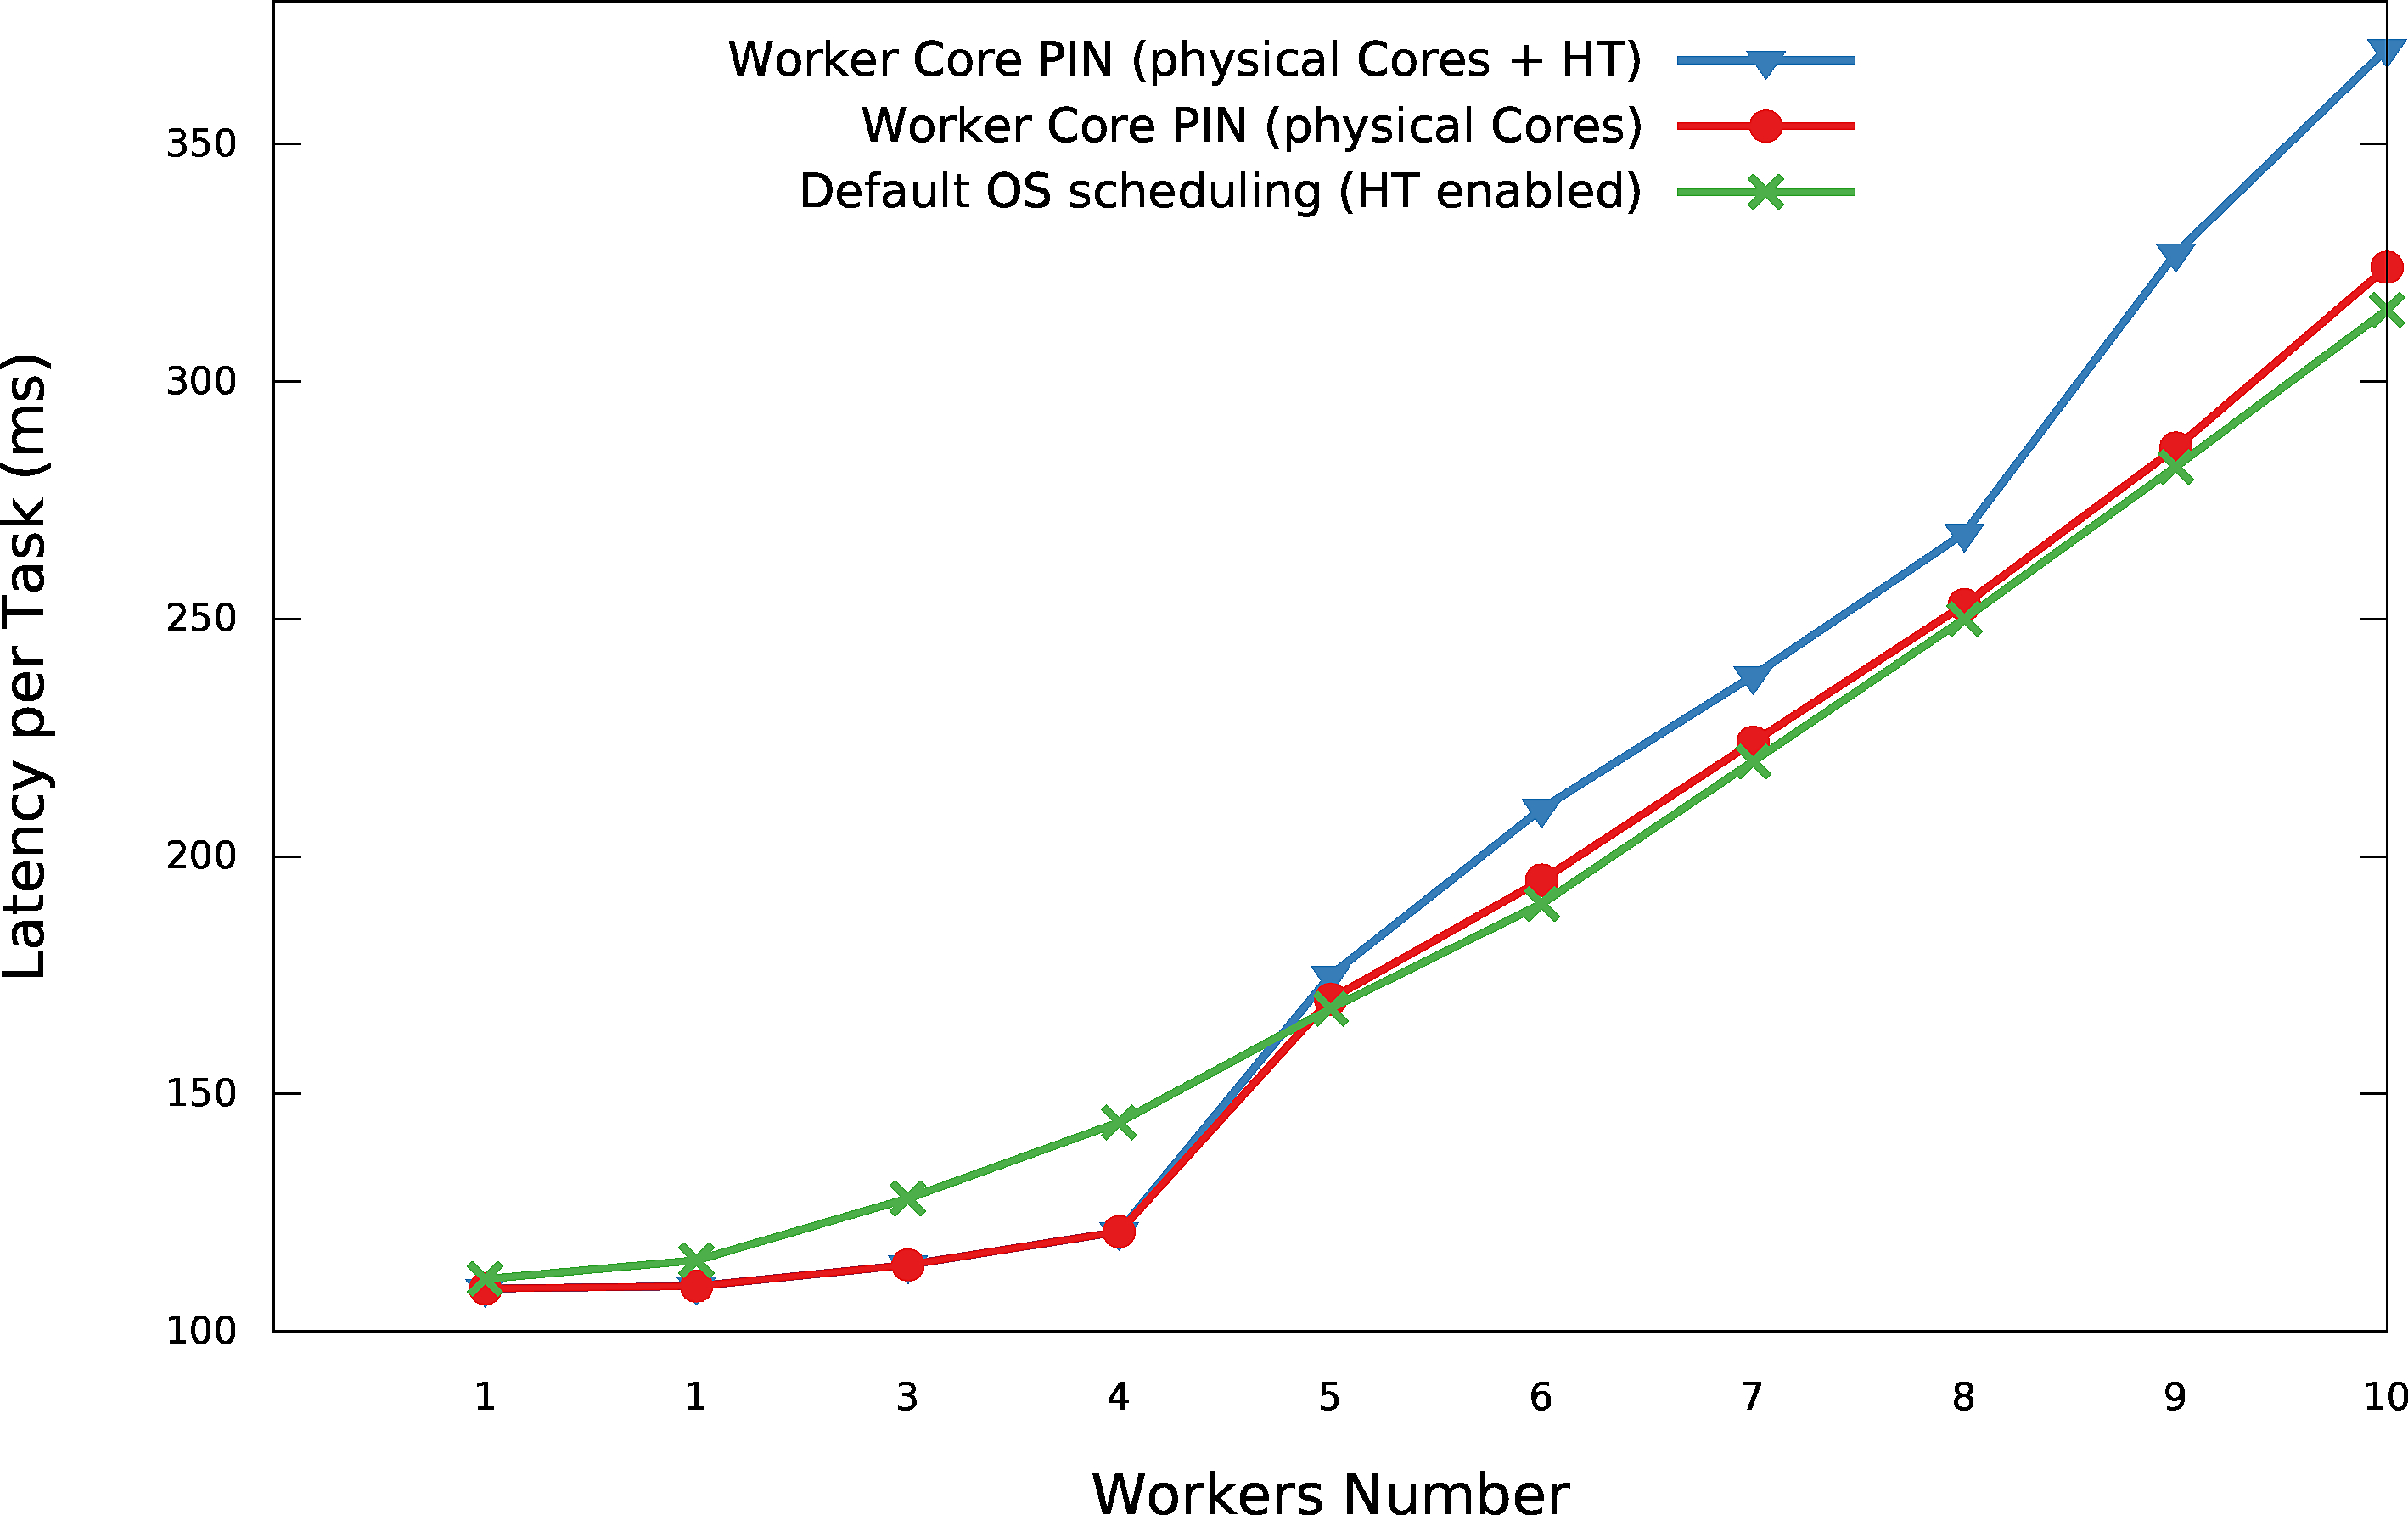 Worker Core PIN (physical Cores + HT)
Worker Core PIN (physical Cores)
Default OS scheduling (HT enabled)
Latency per Task (ms)
350
300
250
200
150
100
1 1 3 4 5 6 7 8 9 10
Workers Number